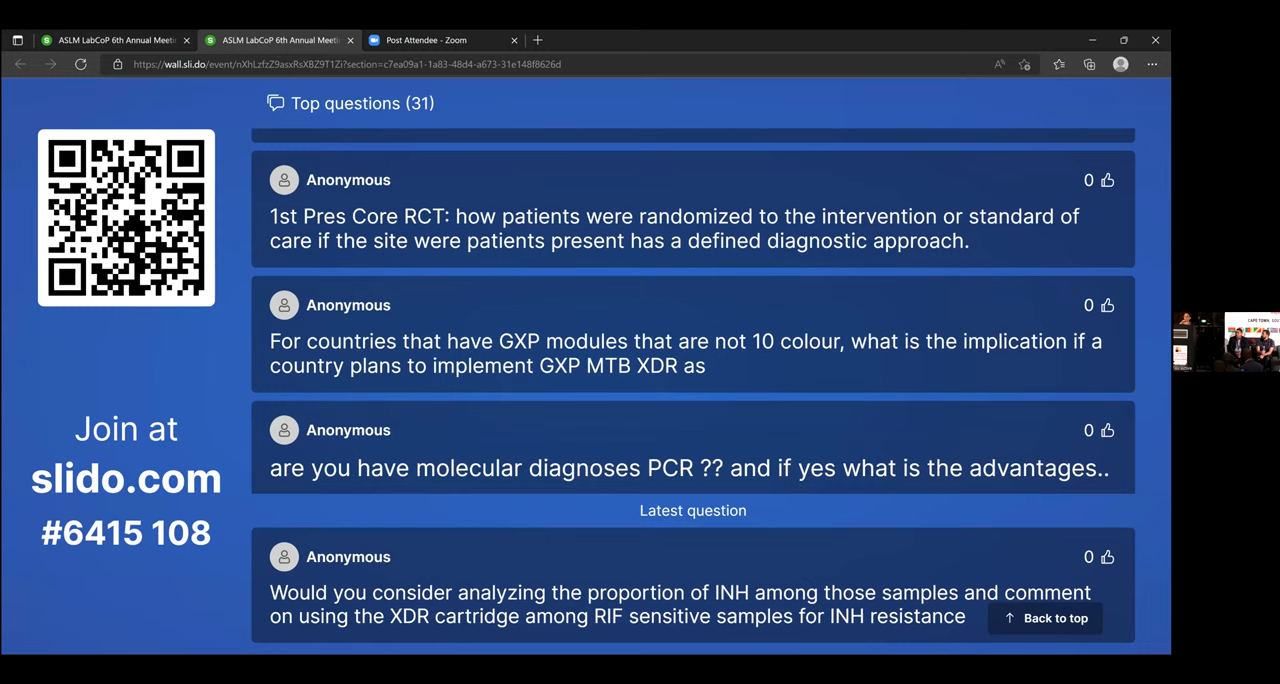 ASLM LabCoP 6th Annual Meetin
ASLM LabCoP 6th Annual Meetin
Post Attendee - Zoom
https://wall.sli.do/event/nXhLzfzZ9asxRsXBZ9T1Zi?section=c7ea09a1-1a83-48d4-a673-31e148f8626d
Top questions (31)
Anonymous
0
1st Pres Core RCT: how patients were randomized to the intervention or standard of
care if the site were patients present has a defined diagnostic approach.
Anonymous
0
For countries that have GXP modules that are not 10 colour, what is the implication if a
country plans to implement GXP MTB XDR as
Anonymous
0
are you have molecular diagnoses PCR ?? and if yes what is the advantages..
Join at
slido.com
#6415 108
Latest question
Anonymous
0
Would you consider analyzing the proportion of INH among those samples and comment
on using the XDR cartridge among RIF sensitive samples for INH resistance
Back to top
CAPE TOWN, SOU